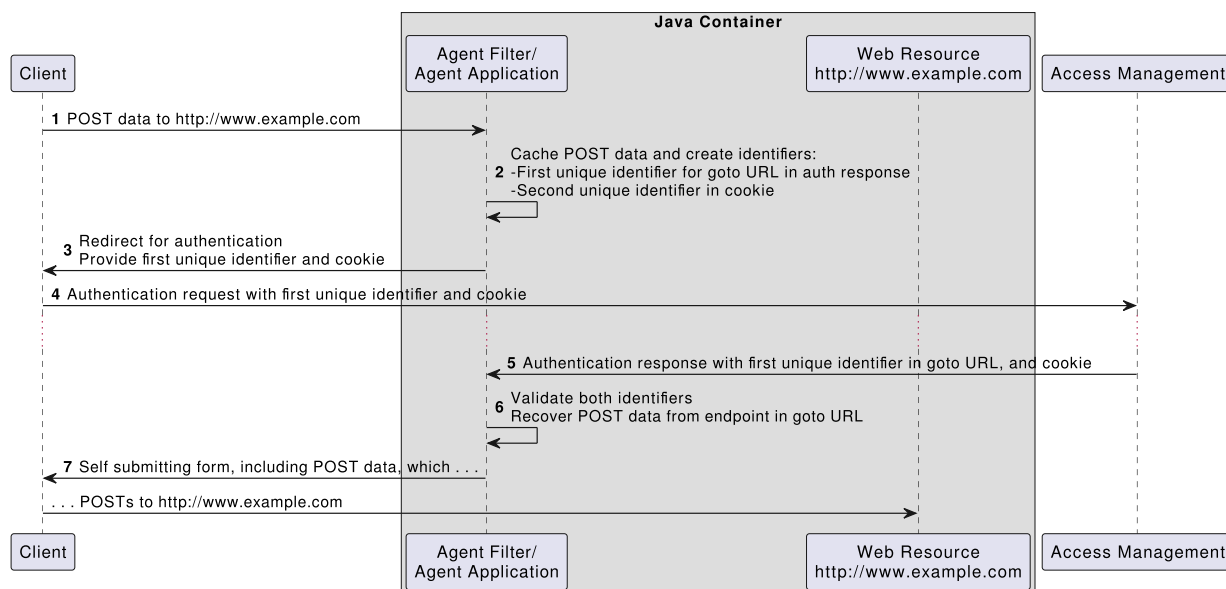 Java Container
Client
Agent Filter/
Agent Application
Web Resource
http://www.example.com
Access Management
1 POST data to http://www.example.com
Cache POST data and create identifiers:
2 -First unique identifier for goto URL in auth response
-Second unique identifier in cookie
3 Redirect for authentication
Provide first unique identifier and cookie
4 Authentication request with first unique identifier and cookie
5 Authentication response with first unique identifier in goto URL, and cookie
6 Validate both identifiers
Recover POST data from endpoint in goto URL
7 Self submitting form, including POST data, which . . .
. . . POSTs to http://www.example.com
Client
Agent Filter/
Agent Application
Web Resource
http://www.example.com
Access Management